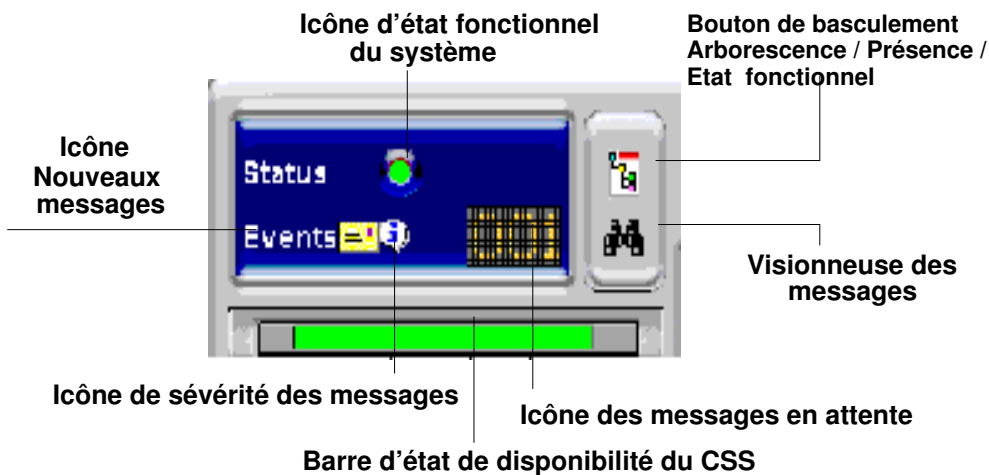 Icône d'état fonctionnel
du système
Bouton de basculement
Arborescence / Présence /
Etat fonctionnel
Icône
Nouveaux
messages
Status
Events
Visionneuse des
messages
Icône de sévérité des messages
Icône des messages en attente
Barre d'état de disponibilité du CSS